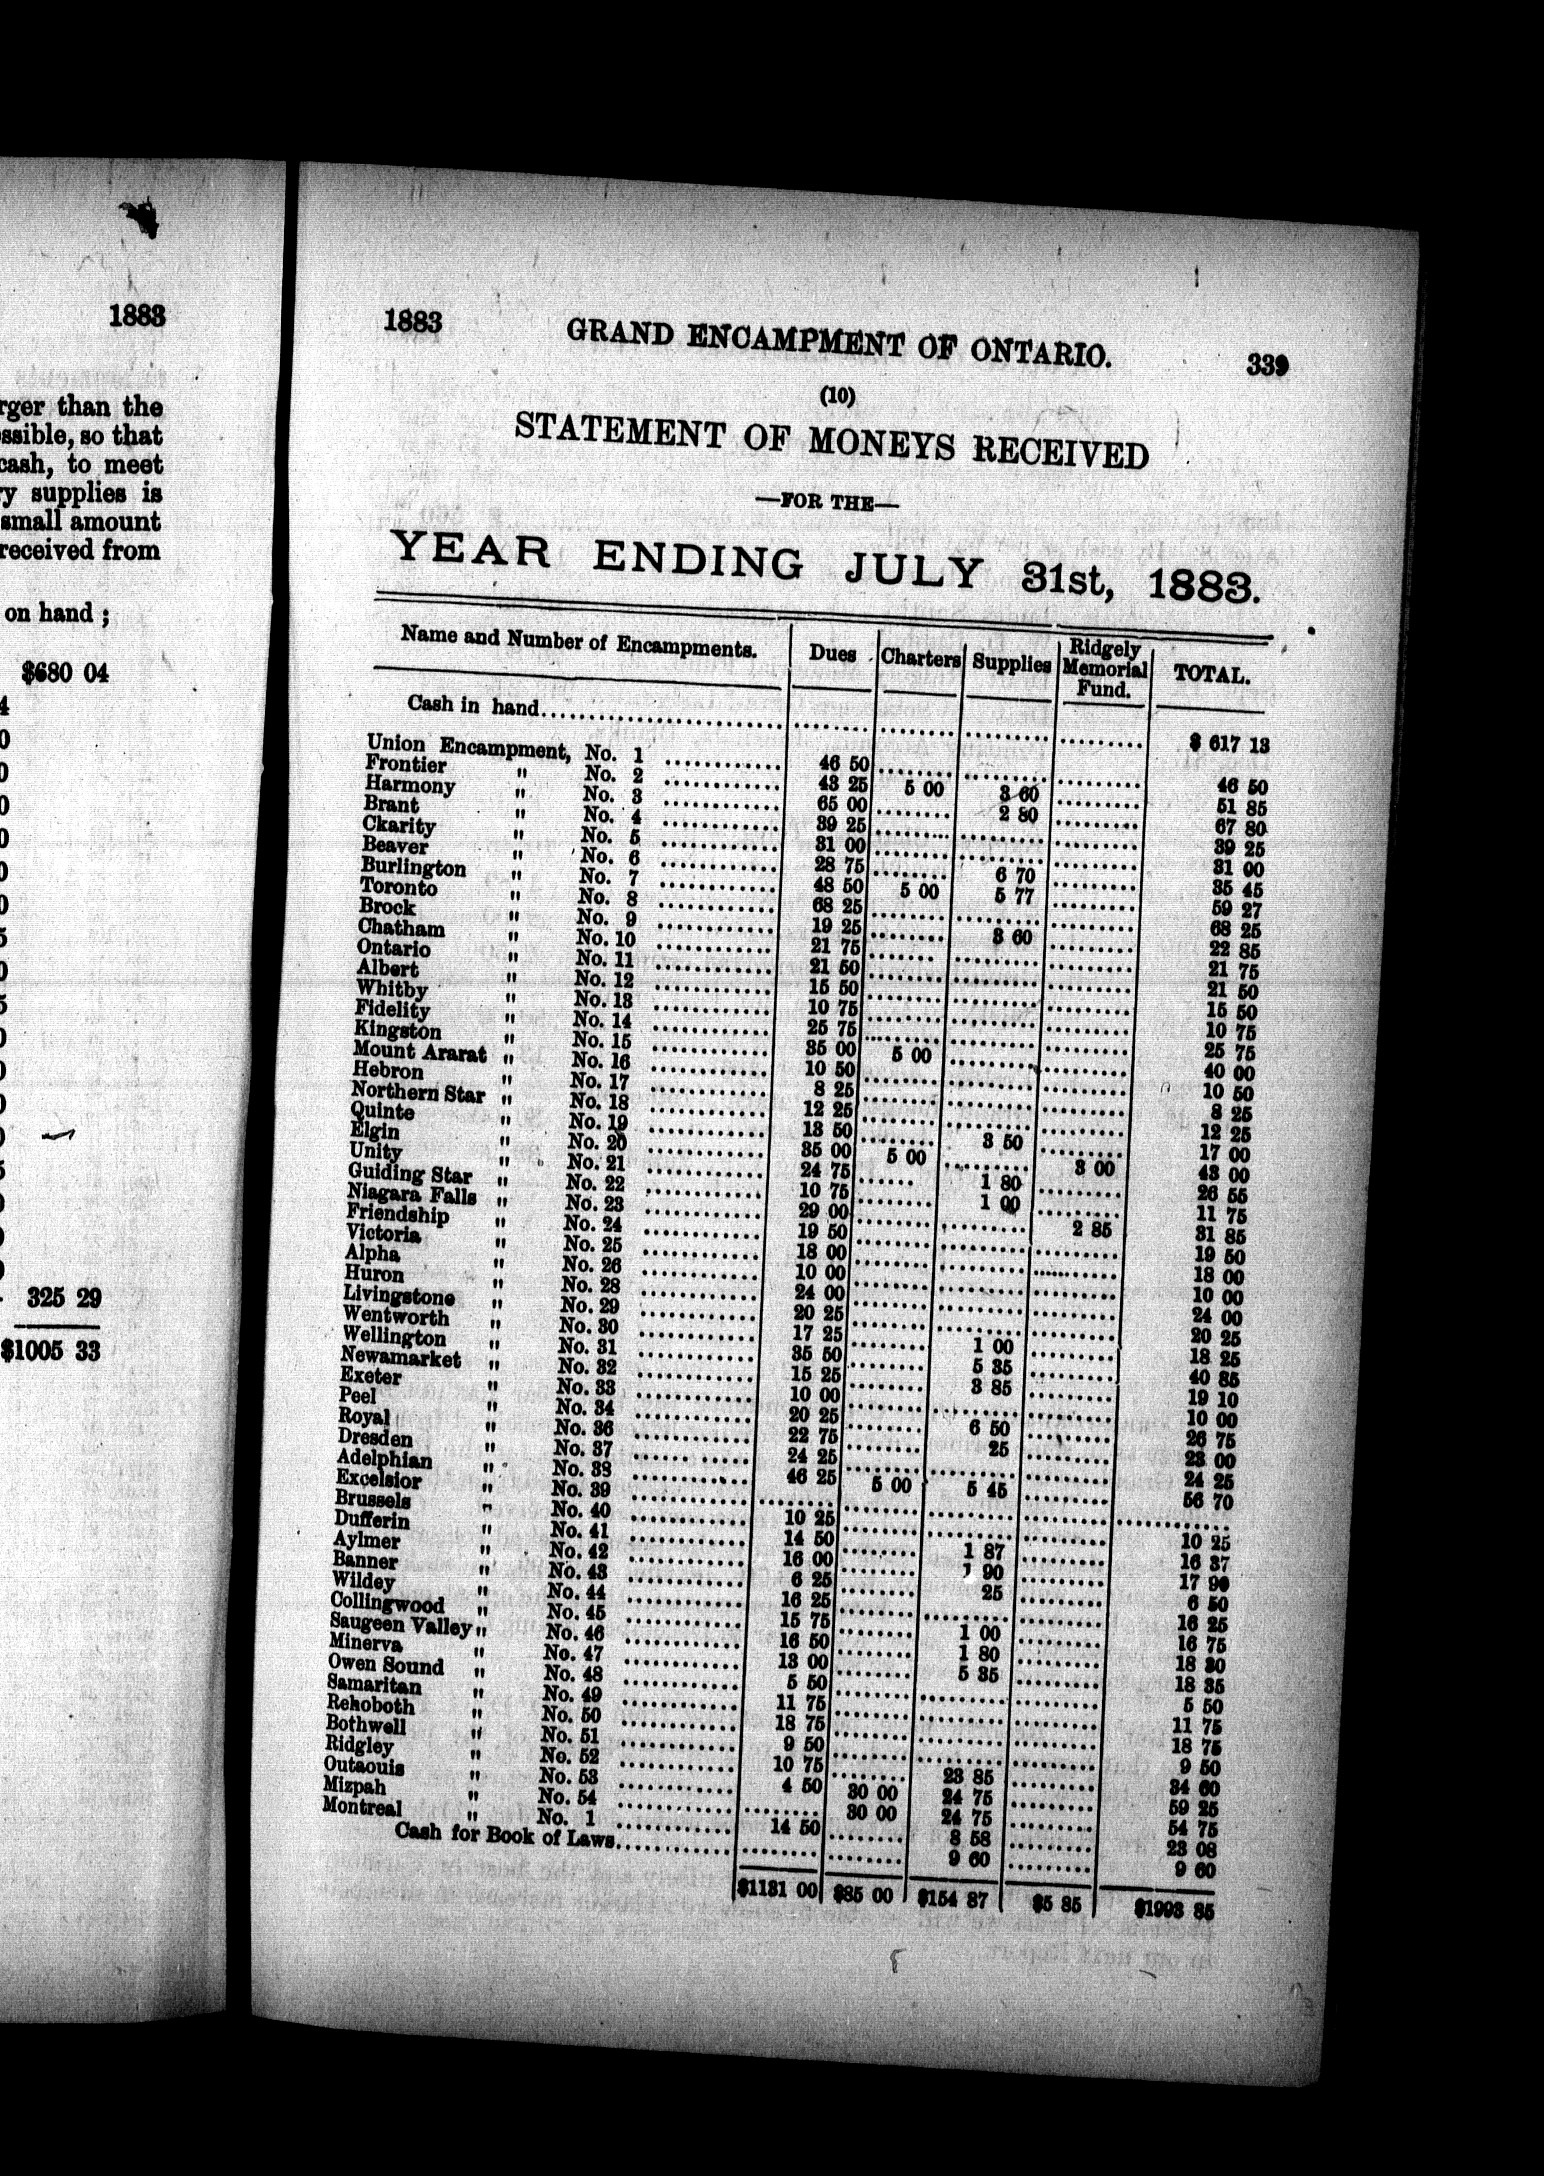 1883
rger than the
ssible, so that
cash, to meet
ry supplies is
small amount
received from
on hand ;
$680 04
325 29
$1005 33
1883 GRAND ENCAMPMENT OF ONTARIO. 339
(10)
STATEMENT OF MONEYS RECEIVED
—FOR THE—
YEAR ENDING JULY 31st, 1883.
Name and Number of Encampments. Dues Charters Supplies Ridgely Memorial Fund. TOTAL.
Cash in hand........ $ 617 13
Union Encampment, No. 1 ........ 46 50 ........ 46 50
Frontier " No. 2 ........ 43 25 5 00 3 60 ........ 51 85
Harmony " No. 3 ........ 65 00 ........ 2 80 ........ 67 80
Brant " No. 4 ........ 39 25 ........ 39 25
Ckarity " No. 5 ........ 31 00 ........ 31 00
Beaver " No. 6 ........ 28 75 ........ 6 70 ........ 35 45
Burlington " No. 7 ........ 48 50 5 00 5 77 ........ 59 27
Toronto " No. 8 ........ 68 25 ........ 68 25
Brock " No. 9 ........ 19 25 ........ 3 60 ........ 22 85
Chatham " No. 10 ........ 21 75 ........ 21 75
Ontario " No. 11 ........ 21 50 ........ 21 50
Albert " No. 12 ........ 15 50 ........ 15 50
Whitby " No. 13 ........ 10 75 ........ 10 75
Fidelity " No. 14 ........ 25 75 ........ 25 75
Kingston " No. 15 ........ 35 00 5 00 ........ 40 00
Mount Ararat " No. 16 ........ 10 50 ........ 10 50
Hebron " No. 17 ........ 8 25 ........ 8 25
Northern Star " No. 18 ........ 12 25 ........ 12 25
Quinte " No. 19 ........ 13 50 ........ 3 50 ........ 17 00
Elgin " No. 20 ........ 35 00 5 00 ........ 3 00 43 00
Unity " No. 21 ........ 24 75 ........ 1 80 ........ 26 55
Guiding Star " No. 22 ........ 10 75 ........ 1 00 ........ 11 75
Niagara Falls " No. 23 ........ 29 00 ........ 2 85 31 85
Friendship " No. 24 ........ 19 50 ........ 19 50
Victoria " No. 25 ........ 18 00 ........ 18 00
Alpha " No. 26 ........ 10 00 ........ 10 00
Huron " No. 28 ........ 24 00 ........ 24 00
Livingstone " No. 29 ........ 20 25 ........ 20 25
Wentworth " No. 30 ........ 17 25 ........ 1 00 ........ 18 25
Wellington " No. 31 ........ 35 50 ........ 5 35 ........ 40 85
Newamarket " No. 32 ........ 15 25 ........ 3 85 ........ 19 10
Exeter " No. 33 ........ 10 00 ........ 10 00
Peel " No. 34 ........ 20 25 ........ 6 50 ........ 26 75
Royal " No. 36 ........ 22 75 ........ 25 ........ 23 00
Dresden " No. 37 ........ 24 25 ........ 24 25
Adelphian " No. 38 ........ 46 25 5 00 5 45 ........ 56 70
Excelsior " No. 39 ........
Brussels " No. 40 ........ 10 25 ........ 10 25
Dufferin " No. 41 ........ 14 50 ........ 1 87 ........ 16 37
Aylmer " No. 42 ........ 16 00 ........ 1 90 ........ 17 90
Banner " No. 43 ........ 6 25 ........ 25 ........ 6 50
Wildey " No. 44 ........ 16 25 ........ 16 25
Collingwood " No. 45 ........ 15 75 ........ 1 00 ........ 16 75
Saugeen Valley " No. 46 ........ 16 50 ........ 1 80 ........ 18 30
Minerva " No. 47 ........ 13 00 ........ 5 35 ........ 18 35
Owen Sound " No. 48 ........ 5 50 ........ 5 50
Samaritan " No. 49 ........ 11 75 ........ 11 75
Rehoboth " No. 50 ........ 18 75 ........ 18 75
Bothwell " No. 51 ........ 9 50 ........ 9 50
Ridgley " No. 52 ........ 10 75 ........ 23 85 ........ 34 60
Outaouis " No. 53 ........ 4 50 30 00 24 75 ........ 59 25
Mizpah " No. 54 ........ 30 00 24 75 ........ 54 75
Montreal " No. 1 ........ 14 50 ........ 8 58 ........ 23 08
Cash for Book of Laws........ 9 60 ........ 9 60
$1131 00 $85 00 $154 87 $5 85 $1993 85